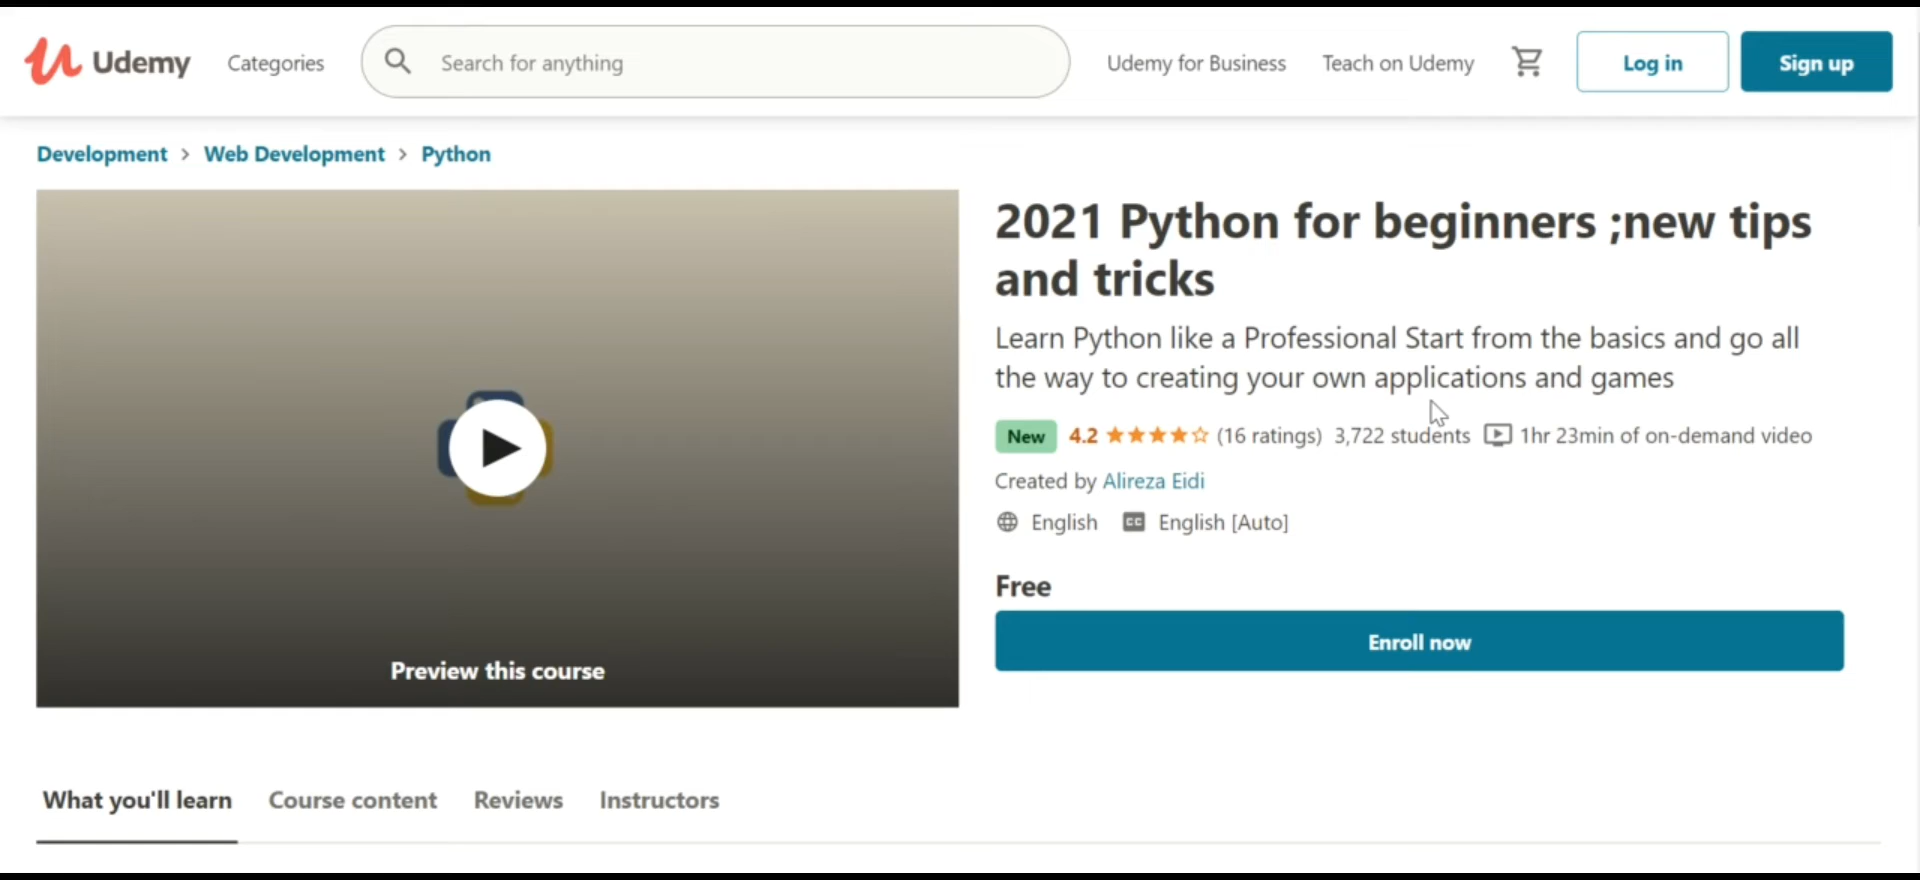 Udemy
Categories
Search for anything
Udemy for Business
Teach on Udemy
Log in
Sign up
Development > Web Development > Python
2021 Python for beginners ;new tips
and tricks
Learn Python like a Professional Start from the basics and go all
the way to creating your own applications and games
New 4.2 (16 ratings) 3,722 students 1hr 23min of on-demand video
Created by Alireza Eidi
English CC English [Auto]
Free
Enroll now
Preview this course
What you'll learn
Course content
Reviews
Instructors